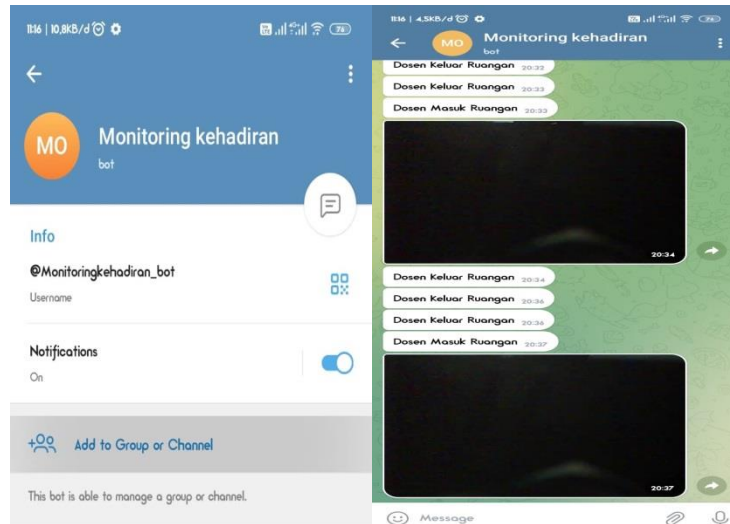 11:16 | 10,8KB/d
78
MO
Monitoring kehadiran
bot
Info
@Monitoringkehadiran_bot
Username
Notifications
On
Add to Group or Channel
This bot is able to manage a group or channel.
11:16 | 4,5KB/d
78
MO
Monitoring kehadiran
bot
Dosen Keluar Ruangan 20:32
Dosen Keluar Ruangan 20:33
Dosen Masuk Ruangan 20:33
20:34
Dosen Keluar Ruangan 20:34
Dosen Keluar Ruangan 20:36
Dosen Keluar Ruangan 20:36
Dosen Masuk Ruangan 20:37
20:37
Message